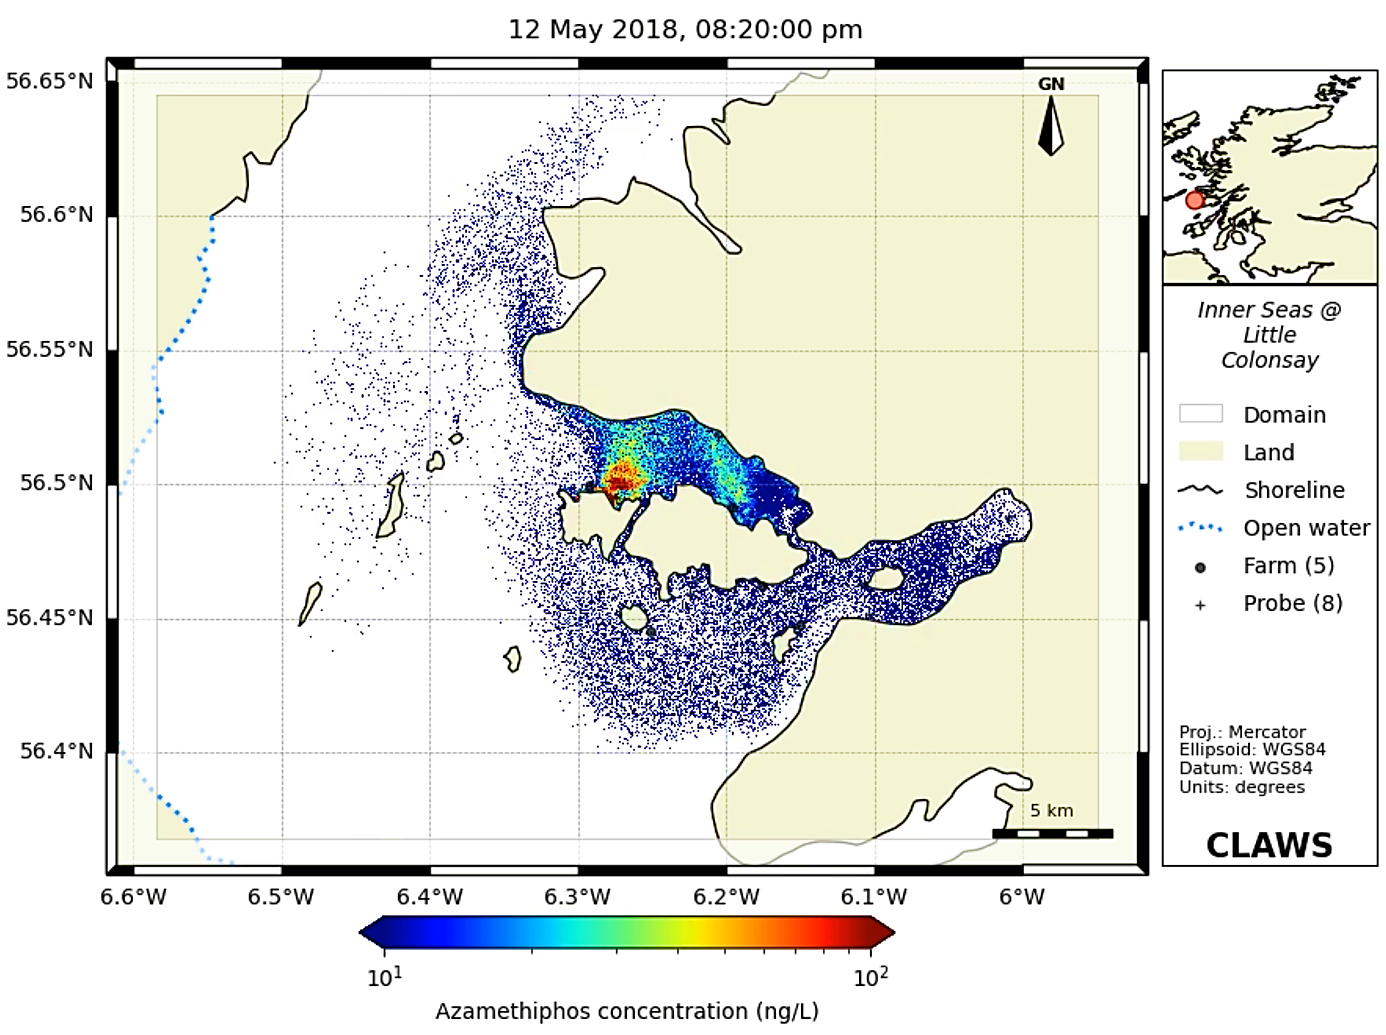 12 May 2018, 08:20:00 pm
56.65°N
56.6°N
56.55°N
56.5°N
56.45°N
56.4°N
6.6°W
6.5°W
6.4°W
6.3°W
6.2°W
6.1°W
6°W
GN
5 km
10¹
10²
Azamethiphos concentration (ng/L)
Inner Seas @
Little
Colonsay
Domain
Land
Shoreline
Open water
Farm (5)
Probe (8)
Proj.: Mercator
Ellipsoid: WGS84
Datum: WGS84
Units: degrees
CLAWS